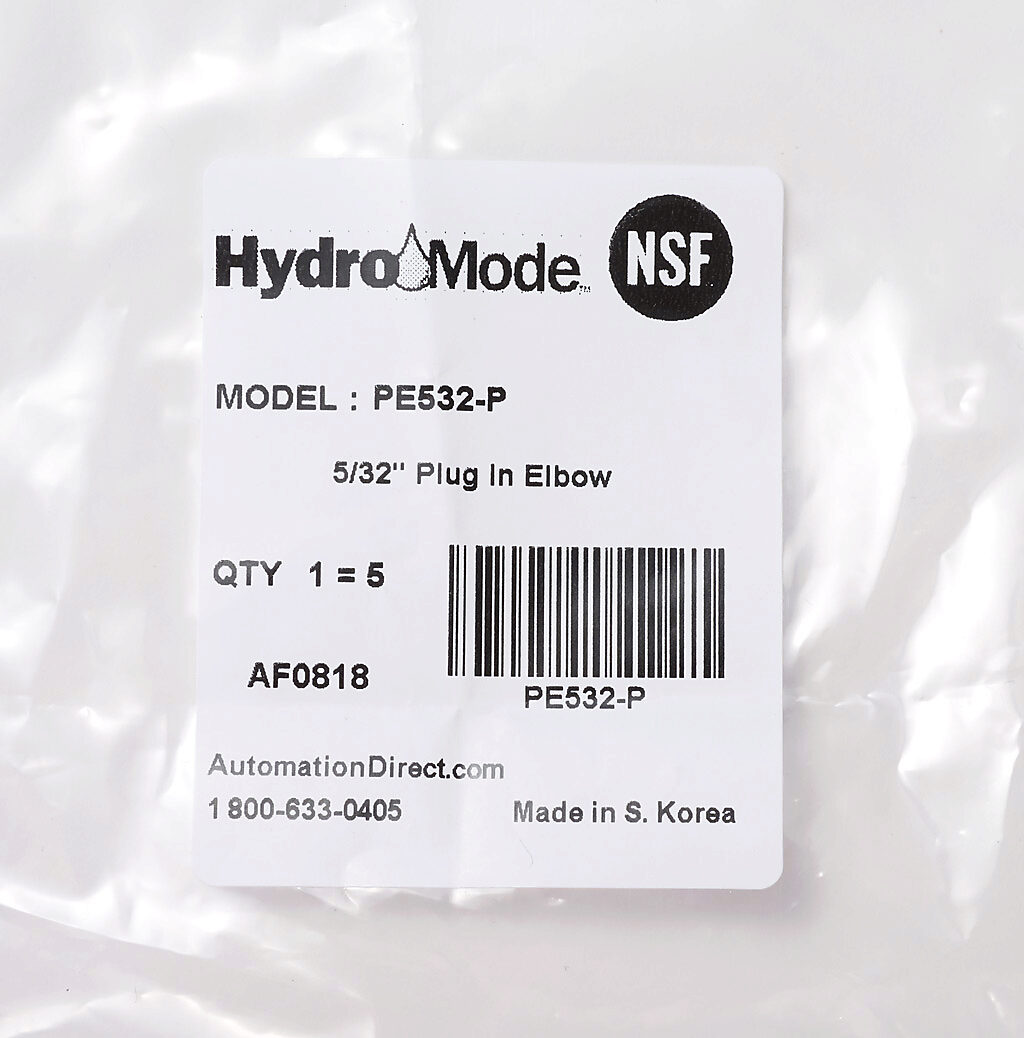 HydroMode™ NSF
MODEL : PE532-P
5/32" Plug In Elbow
QTY 1 = 5
AF0818
PE532-P
AutomationDirect.com
1 800-633-0405 Made in S. Korea